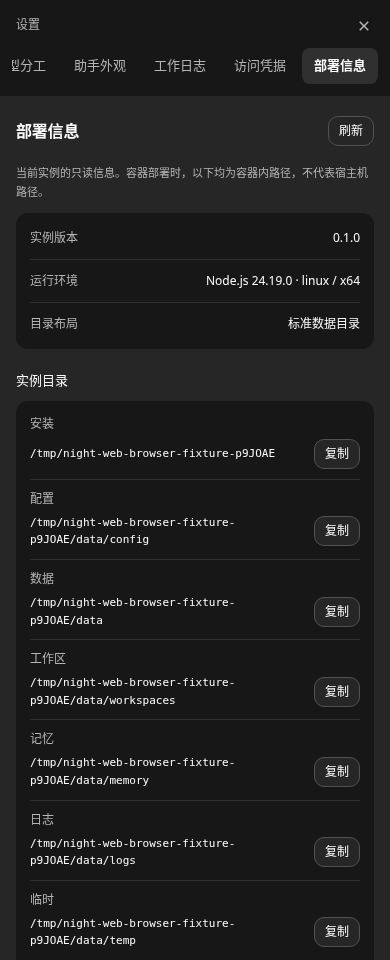 设置
型分工 助手外观 工作日志 访问凭据 部署信息
部署信息
刷新
当前实例的只读信息。容器部署时，以下均为容器内路径，不代表宿主机
路径。
实例版本 0.1.0
运行环境 Node.js 24.19.0 · linux / x64
目录布局 标准数据目录
实例目录
安装
/tmp/night-web-browser-fixture-p9JOAE 复制
配置
/tmp/night-web-browser-fixture-
p9JOAE/data/config
复制
数据
/tmp/night-web-browser-fixture-
p9JOAE/data
复制
工作区
/tmp/night-web-browser-fixture-
p9JOAE/data/workspaces
复制
记忆
/tmp/night-web-browser-fixture-
p9JOAE/data/memory
复制
日志
/tmp/night-web-browser-fixture-
p9JOAE/data/logs
复制
临时
/tmp/night-web-browser-fixture-
p9JOAE/data/temp
复制